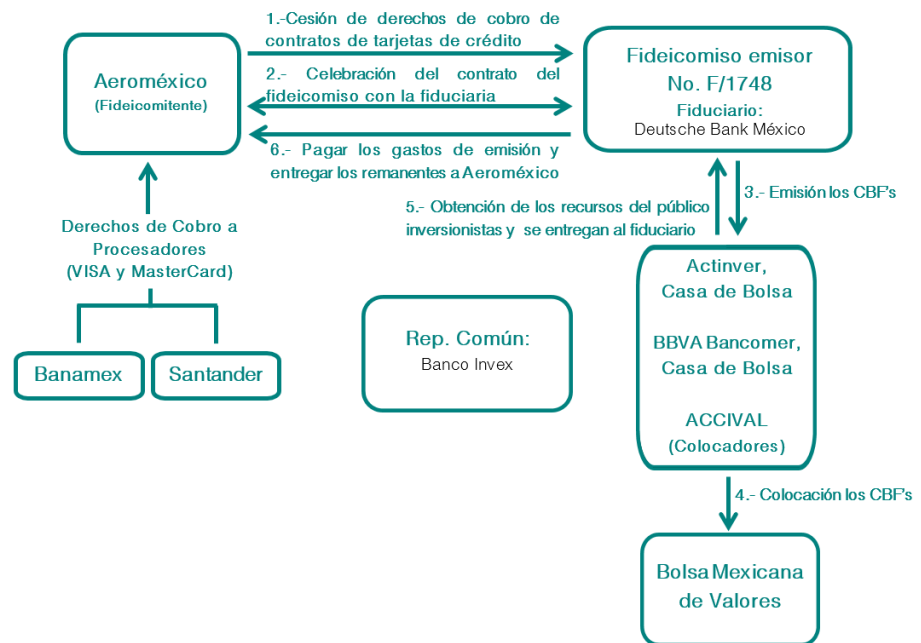 1.-Cesión de derechos de cobro de
contratos de tarjetas de crédito
Aeroméxico
(Fideicomitente)
2.- Celebración del contrato del
fideicomiso con la fiduciaria
Fideicomiso emisor
No. F/1748
Fiduciario:
Deutsche Bank México
6.- Pagar los gastos de emisión y
entregar los remanentes a Aeroméxico
3.- Emisión los CBF's
5.- Obtención de los recursos del público
inversionistas y se entregan al fiduciario
Derechos de Cobro a
Procesadores
(VISA y MasterCard)
Banamex
Santander
Rep. Común:
Banco Invex
Actinver,
Casa de Bolsa
BBVA Bancomer,
Casa de Bolsa
ACCIVAL
(Colocadores)
4.- Colocación los CBF's
Bolsa Mexicana
de Valores